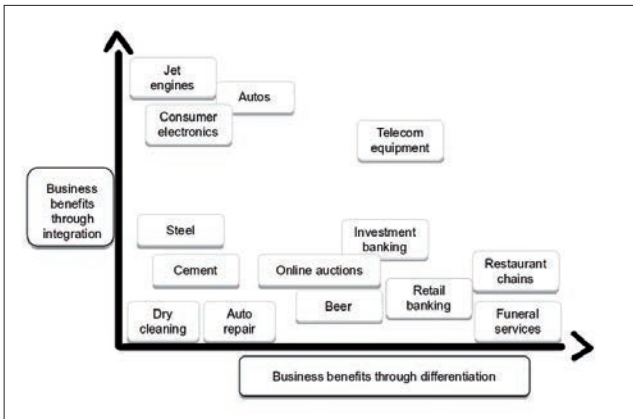 Jet
engines
Autos
Consumer
electronics
Telecom
equipment
Business
benefits
through
integration
Steel
Investment
banking
Cement
Online auctions
Restaurant
chains
Retail
banking
Beer
Dry
cleaning
Auto
repair
Funeral
services
Business benefits through differentiation